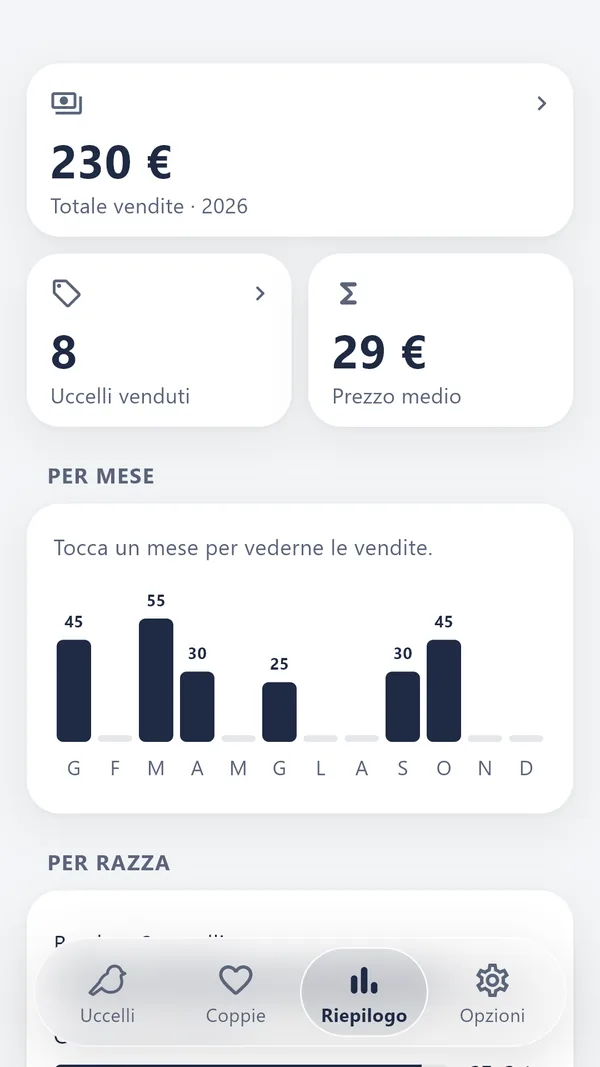 230 €
Totale vendite · 2026
8
Uccelli venduti
29 €
Prezzo medio
PER MESE
Tocca un mese per vederne le vendite.
45 55 30 25 30 45
G F M A M G L A S O N D
PER RAZZA
Uccelli Coppie Riepilogo Opzioni